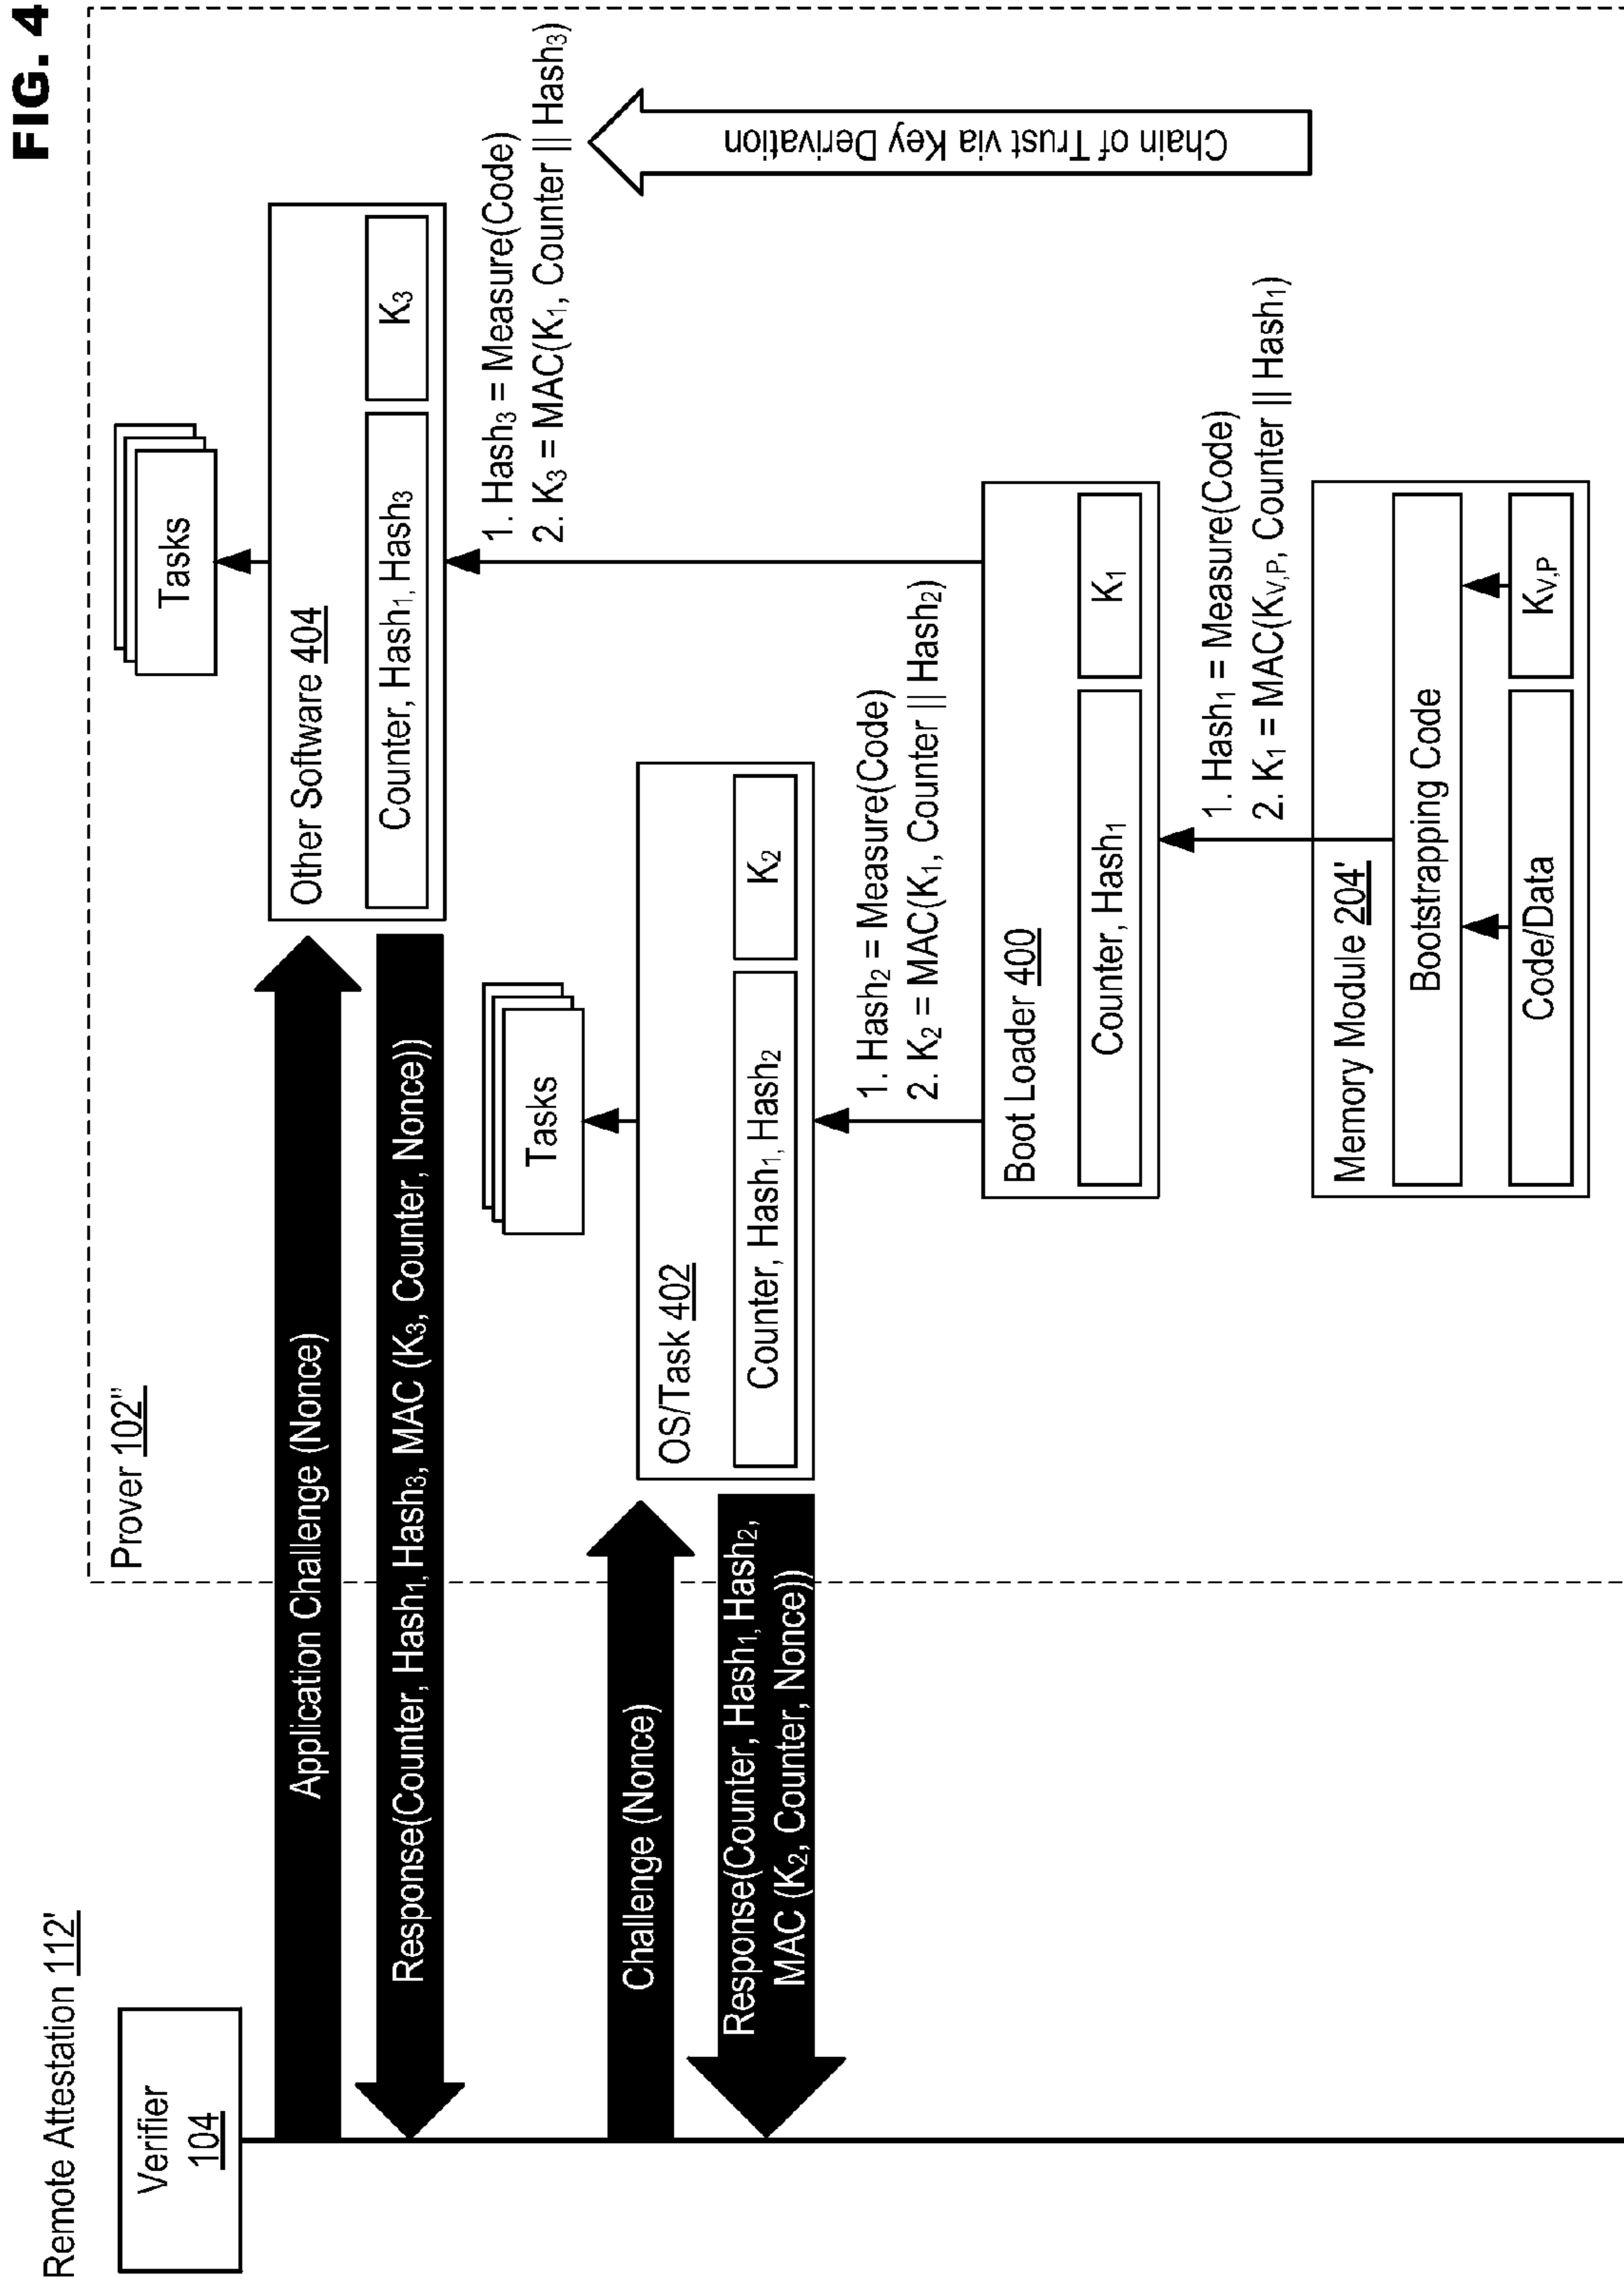 FIG. 4
Remote Attestation 112'
Verifier
104
Prover 102"
Application Challenge (Nonce)
Response(Counter, Hash₁, Hash₃, MAC (K₃, Counter, Nonce))
Tasks
Other Software 404
Counter, Hash₁, Hash₃
K₃
1. Hash₃ = Measure(Code)
2. K₃ = MAC(K₁, Counter || Hash₃)
Challenge (Nonce)
Response(Counter, Hash₁, Hash₂,
MAC (K₂, Counter, Nonce))
Tasks
OS/Task 402
Counter, Hash₁, Hash₂
K₂
1. Hash₂ = Measure(Code)
2. K₂ = MAC(K₁, Counter || Hash₂)
Boot Loader 400
Counter, Hash₁
K₁
1. Hash₁ = Measure(Code)
2. K₁ = MAC(K_V,P, Counter || Hash₁)
Memory Module 204'
Bootstrapping Code
Code/Data
K_V,P
Chain of Trust via Key Derivation